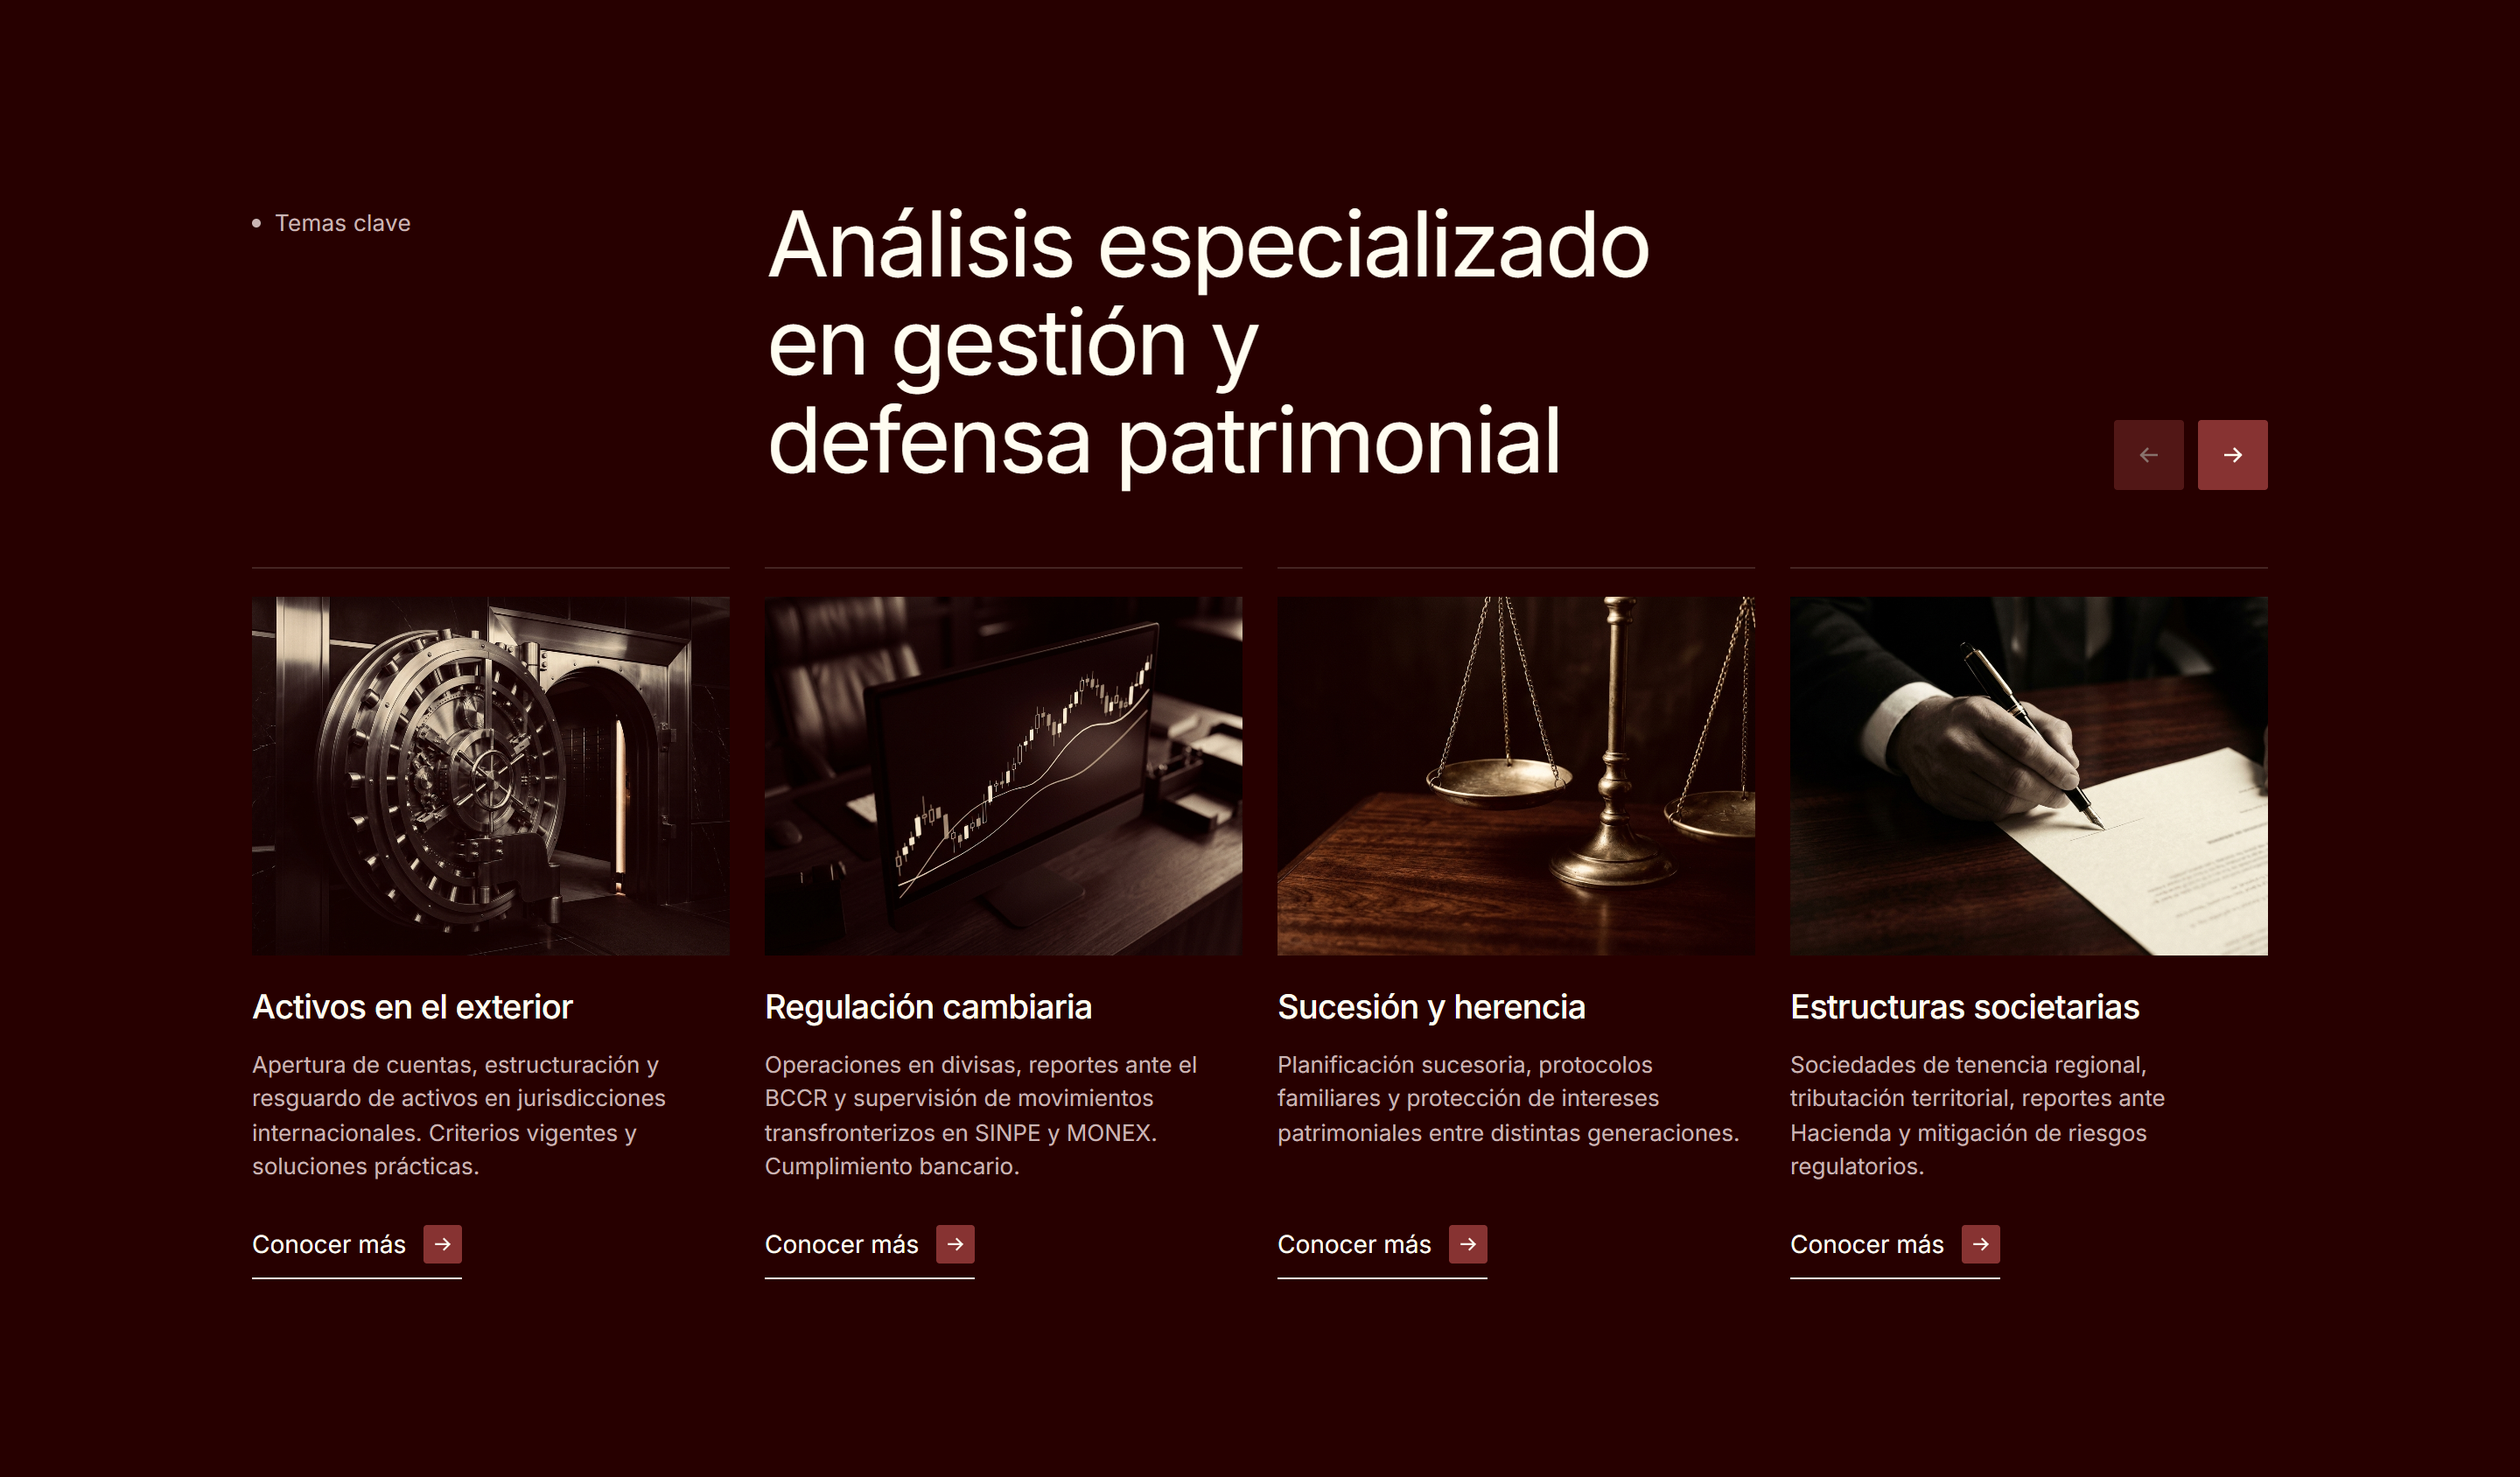 Temas clave
Análisis especializado
en gestión y
defensa patrimonial
Activos en el exterior
Apertura de cuentas, estructuración y
resguardo de activos en jurisdicciones
internacionales. Criterios vigentes y
soluciones prácticas.
Conocer más
Regulación cambiaria
Operaciones en divisas, reportes ante el
BCCR y supervisión de movimientos
transfronterizos en SINPE y MONEX.
Cumplimiento bancario.
Conocer más
Sucesión y herencia
Planificación sucesoria, protocolos
familiares y protección de intereses
patrimoniales entre distintas generaciones.
Conocer más
Estructuras societarias
Sociedades de tenencia regional,
tributación territorial, reportes ante
Hacienda y mitigación de riesgos
regulatorios.
Conocer más